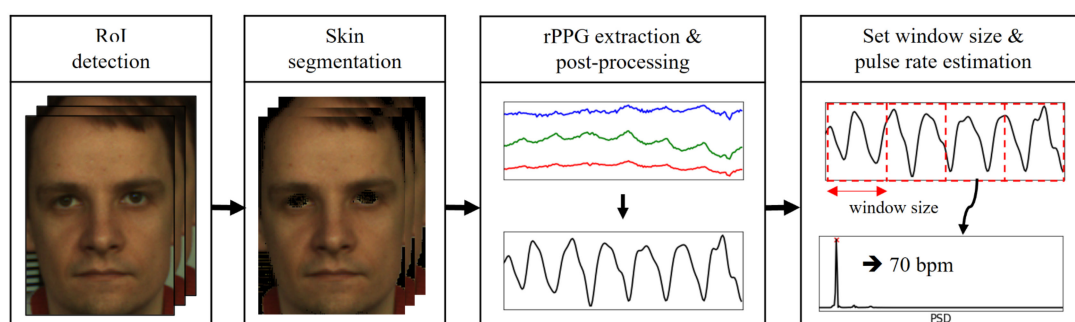 RoI
detection
Skin
segmentation
rPPG extraction &
post-processing
Set window size &
pulse rate estimation
window size
➔ 70 bpm
PSD